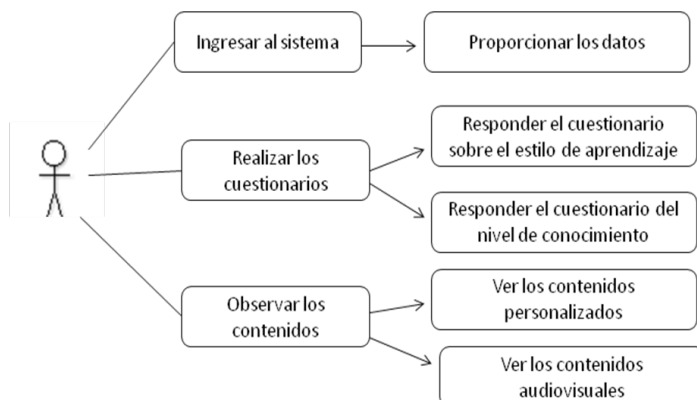 Ingresar al sistema
Proporcionar los datos
Realizar los
cuestionarios
Responder el cuestionario
sobre el estilo de aprendizaje
Responder el cuestionario del
nivel de conocimiento
Observar los
contenidos
Ver los contenidos
personalizados
Ver los contenidos
audiovisuales